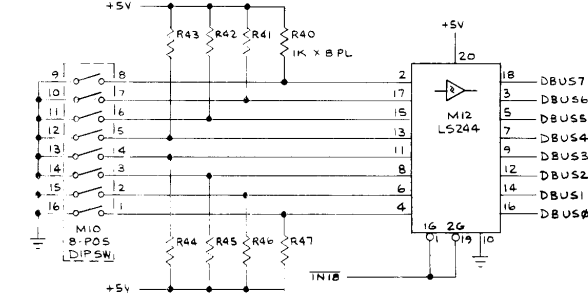 +5V
R43 R42 R41 R40
1K X 8 PL
+5V
20
9 8 2 18 DBUS7
10 7 17 3 DBUS6
11 6 15 5 DBUS5
12 5 13 7 DBUS4
13 4 11 9 DBUS3
14 3 8 12 DBUS2
15 2 6 14 DBUS1
16 1 4 16 DBUSØ
M12
LS244
M10
8-POS
DIPSW
R44 R45 R46 R47
1G 2G
1 19 10
IN18
+5V